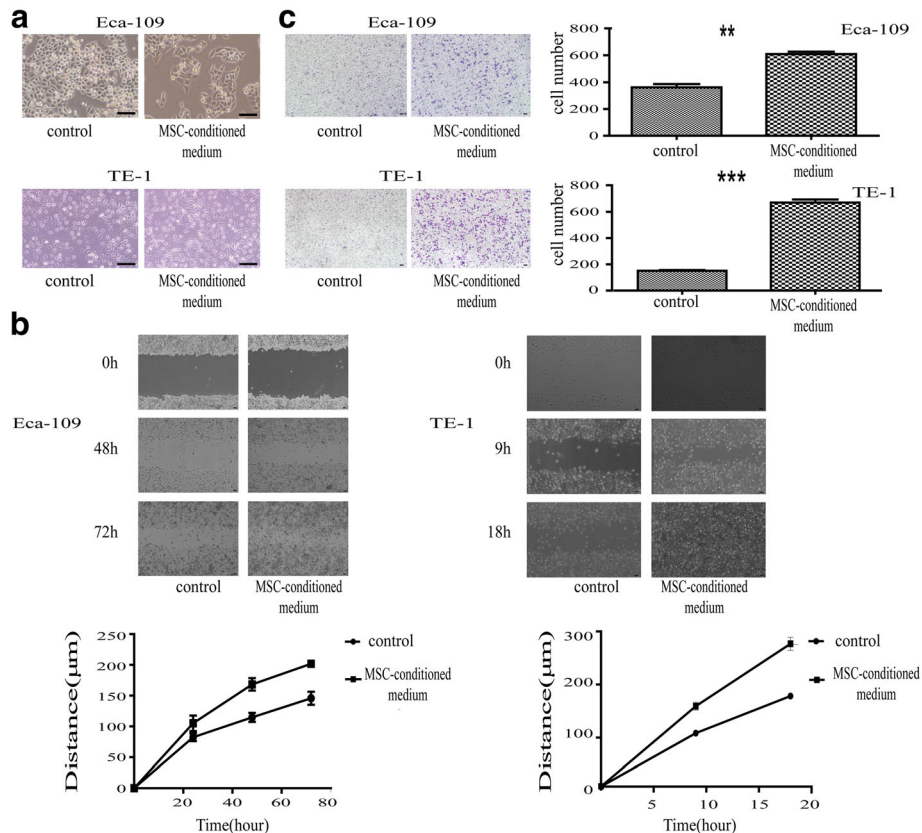 a
Eca-109
control
MSC-conditioned
medium
TE-1
control
MSC-conditioned
medium
c
Eca-109
control
MSC-conditioned
medium
TE-1
control
MSC-conditioned
medium
Eca-109
**
cell number
800
600
400
200
0
control
MSC-conditioned
medium
TE-1
***
cell number
800
600
400
200
0
control
MSC-conditioned
medium
b
Eca-109
0h
48h
72h
control
MSC-conditioned
medium
TE-1
0h
9h
18h
control
MSC-conditioned
medium
Distance(μm)
250
200
150
100
50
0
20 40 60 80
Time(hour)
control
MSC-conditioned
medium
Distance(μm)
300
200
100
0
5 10 15 20
Time(hour)
control
MSC-conditioned
medium